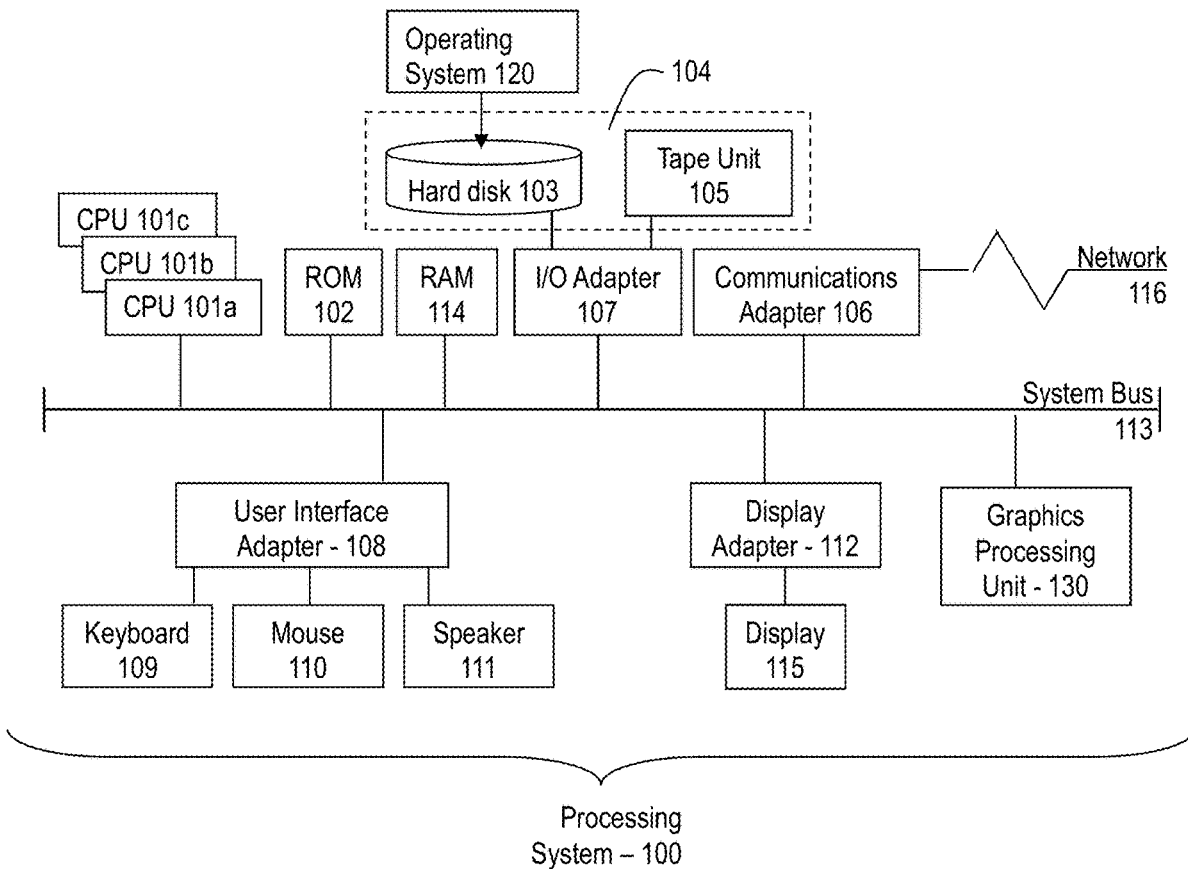 Operating
System 120
104
Hard disk 103
Tape Unit
105
CPU 101c
CPU 101b
CPU 101a
ROM
102
RAM
114
I/O Adapter
107
Communications
Adapter 106
Network
116
System Bus
113
User Interface
Adapter - 108
Display
Adapter - 112
Graphics
Processing
Unit - 130
Keyboard
109
Mouse
110
Speaker
111
Display
115
Processing
System – 100